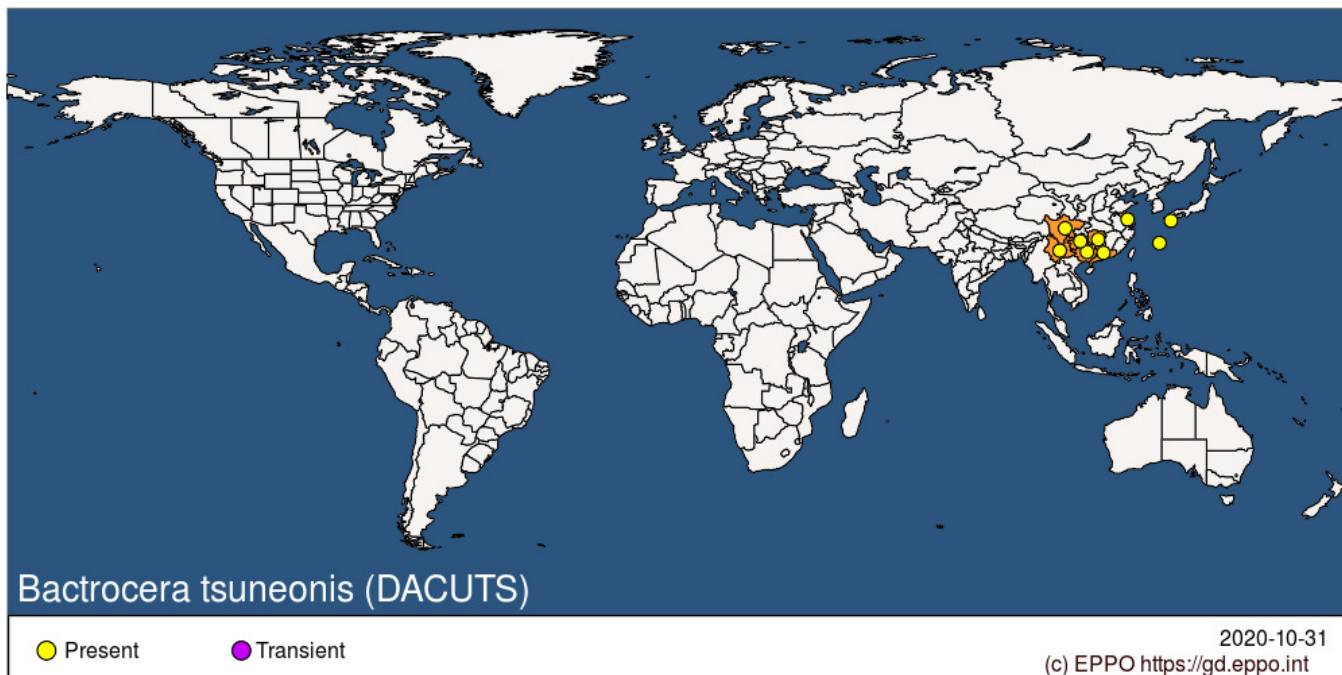 Bactrocera tsuneonis (DACUTS)
Present
Transient
2020-10-31
(c) EPPO https://gd.eppo.int